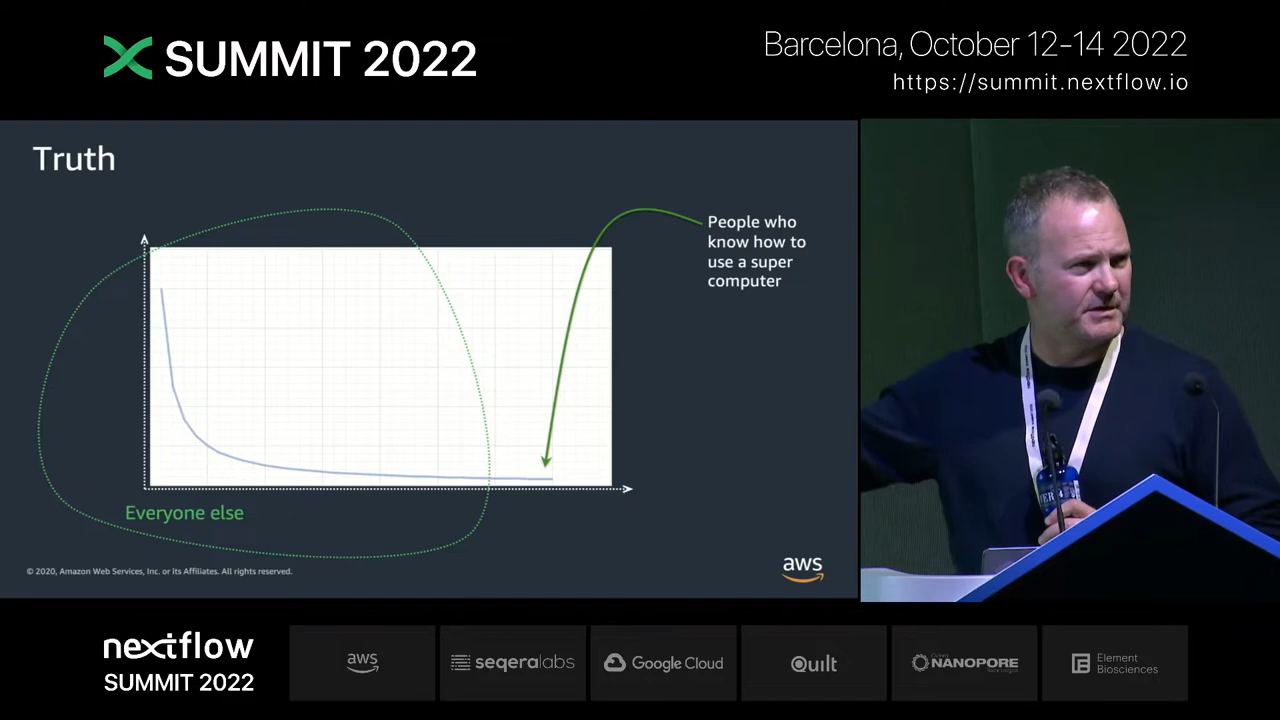 SUMMIT 2022
Barcelona, October 12-14 2022
https://summit.nextflow.io
Truth
People who
know how to
use a super
computer
Everyone else
© 2020, Amazon Web Services, Inc. or its Affiliates. All rights reserved.
aws
nextflow
SUMMIT 2022
aws
seqeralabs
Google Cloud
Quilt
NANOPORE
Element
Biosciences